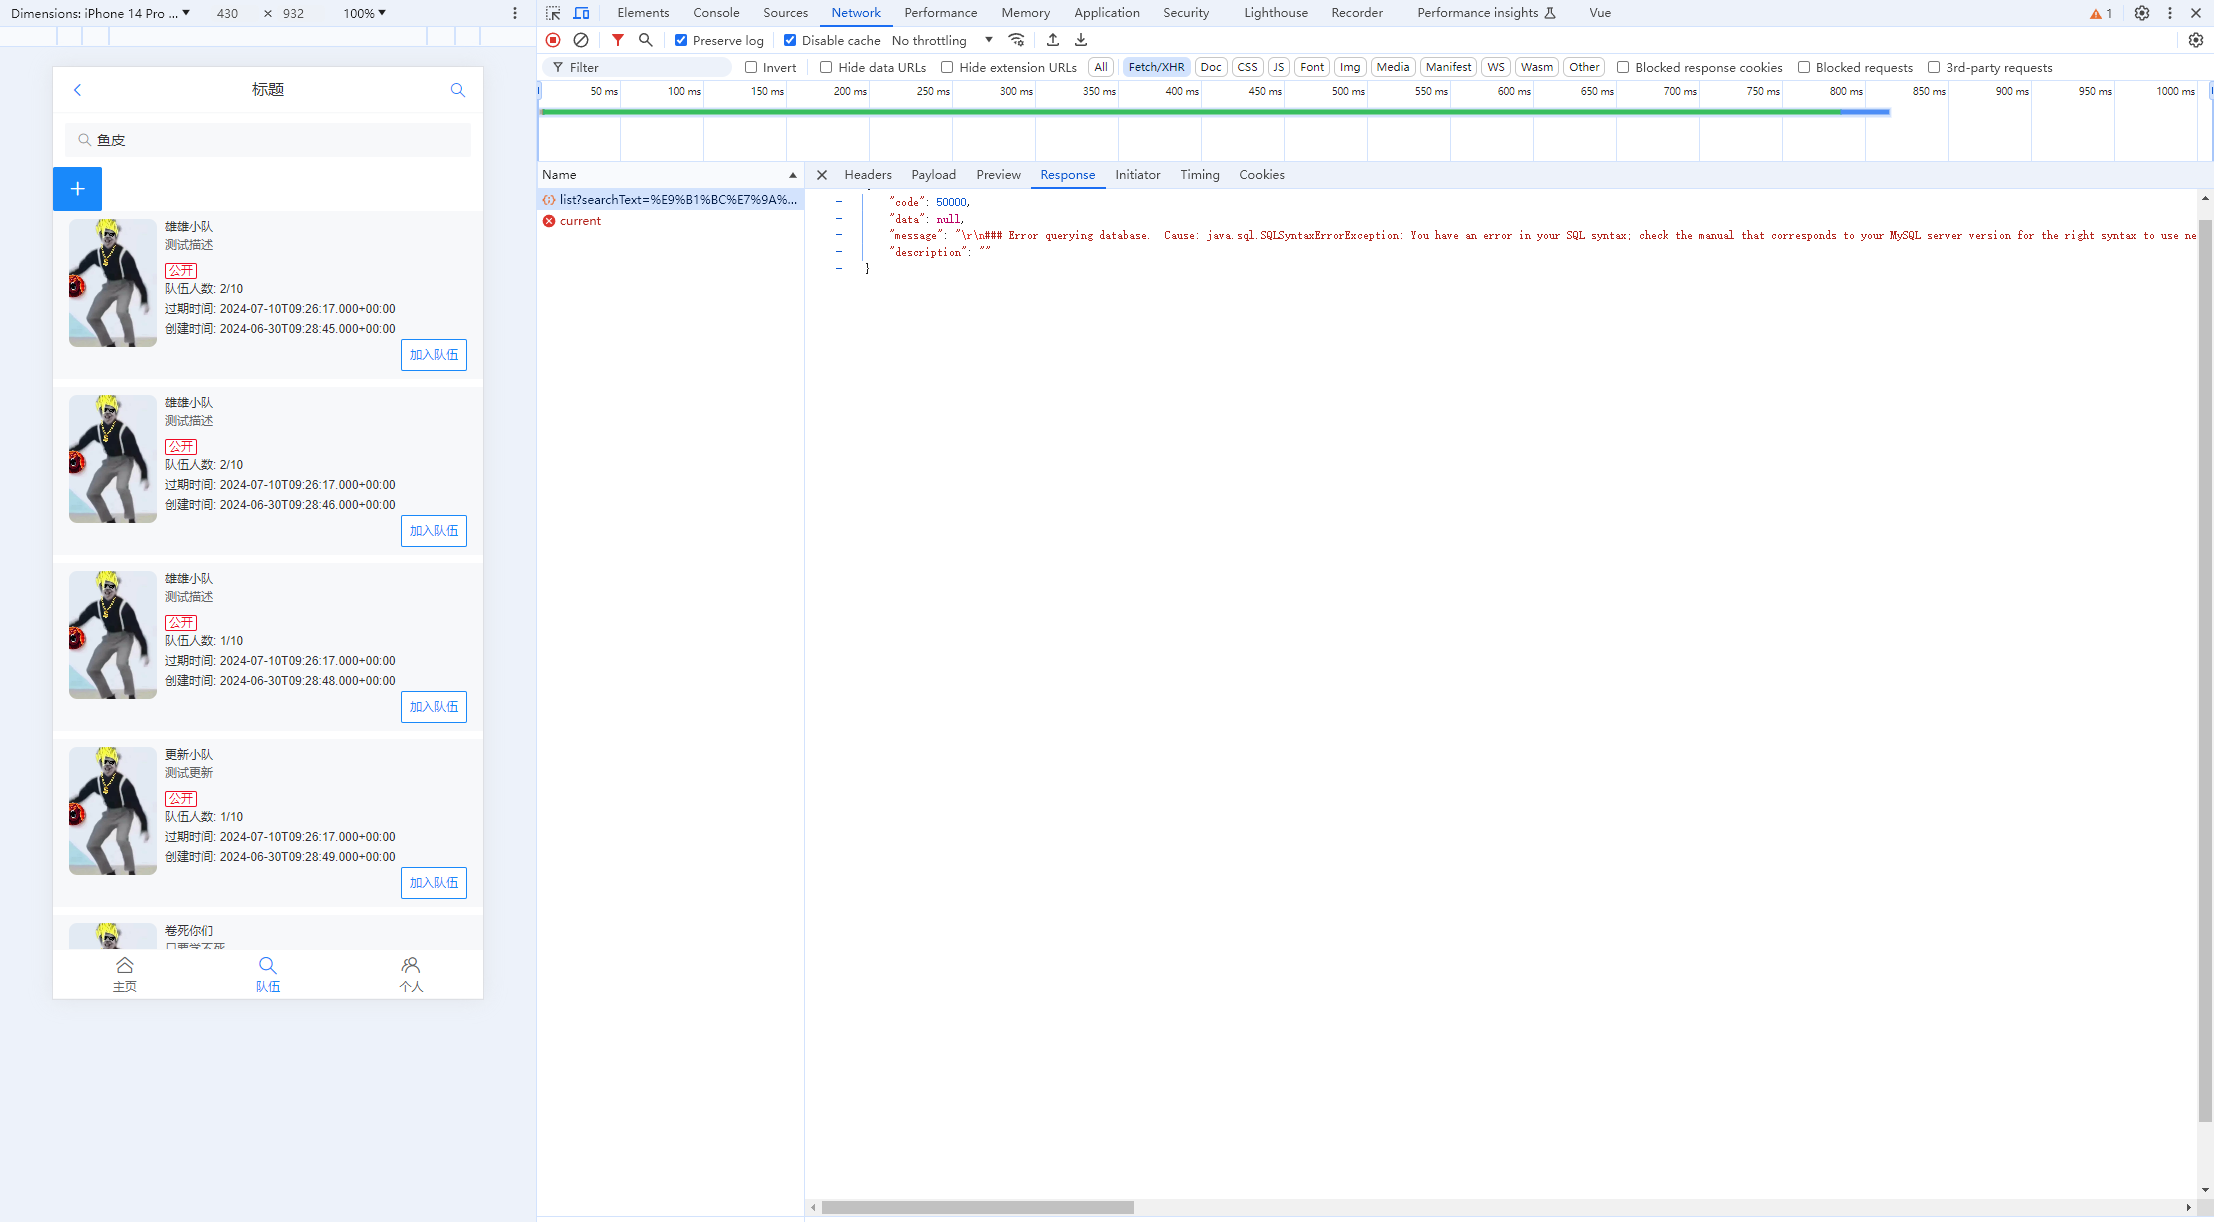 Dimensions: iPhone 14 Pro ... 430 × 932 100%
Elements Console Sources Network Performance Memory Application Security Lighthouse Recorder Performance insights Vue 1
Preserve log Disable cache No throttling
Filter Invert Hide data URLs Hide extension URLs All Fetch/XHR Doc CSS JS Font Img Media Manifest WS Wasm Other Blocked response cookies Blocked requests 3rd-party requests
50 ms 100 ms 150 ms 200 ms 250 ms 300 ms 350 ms 400 ms 450 ms 500 ms 550 ms 600 ms 650 ms 700 ms 750 ms 800 ms 850 ms 900 ms 950 ms 1000 ms
Name
list?searchText=%E9%B1%BC%E7%9A%...
current
Headers Payload Preview Response Initiator Timing Cookies
"code": 50000,
"data": null,
"message": "\r\n### Error querying database.  Cause: java.sql.SQLSyntaxErrorException: You have an error in your SQL syntax; check the manual that corresponds to your MySQL server version for the right syntax to use ne
"description": ""
}
标题
鱼皮
+
雄雄小队
测试描述
公开
队伍人数: 2/10
过期时间: 2024-07-10T09:26:17.000+00:00
创建时间: 2024-06-30T09:28:45.000+00:00
加入队伍
雄雄小队
测试描述
公开
队伍人数: 2/10
过期时间: 2024-07-10T09:26:17.000+00:00
创建时间: 2024-06-30T09:28:46.000+00:00
加入队伍
雄雄小队
测试描述
公开
队伍人数: 1/10
过期时间: 2024-07-10T09:26:17.000+00:00
创建时间: 2024-06-30T09:28:48.000+00:00
加入队伍
更新小队
测试更新
公开
队伍人数: 1/10
过期时间: 2024-07-10T09:26:17.000+00:00
创建时间: 2024-06-30T09:28:49.000+00:00
加入队伍
卷死你们
只要学不死
主页 队伍 个人